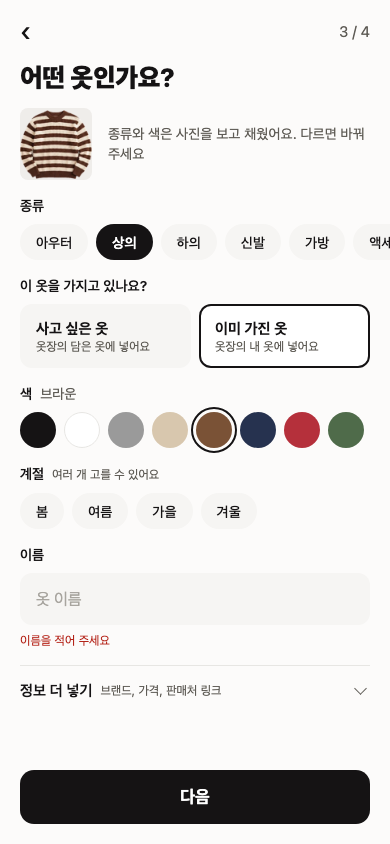 3 / 4
어떤 옷인가요?
종류와 색은 사진을 보고 채웠어요. 다르면 바꿔
주세요
종류
아우터 상의 하의 신발 가방 액세
이 옷을 가지고 있나요?
사고 싶은 옷
옷장의 담은 옷에 넣어요
이미 가진 옷
옷장의 내 옷에 넣어요
색 브라운
계절 여러 개 고를 수 있어요
봄 여름 가을 겨울
이름
옷 이름
이름을 적어 주세요
정보 더 넣기 브랜드, 가격, 판매처 링크
다음